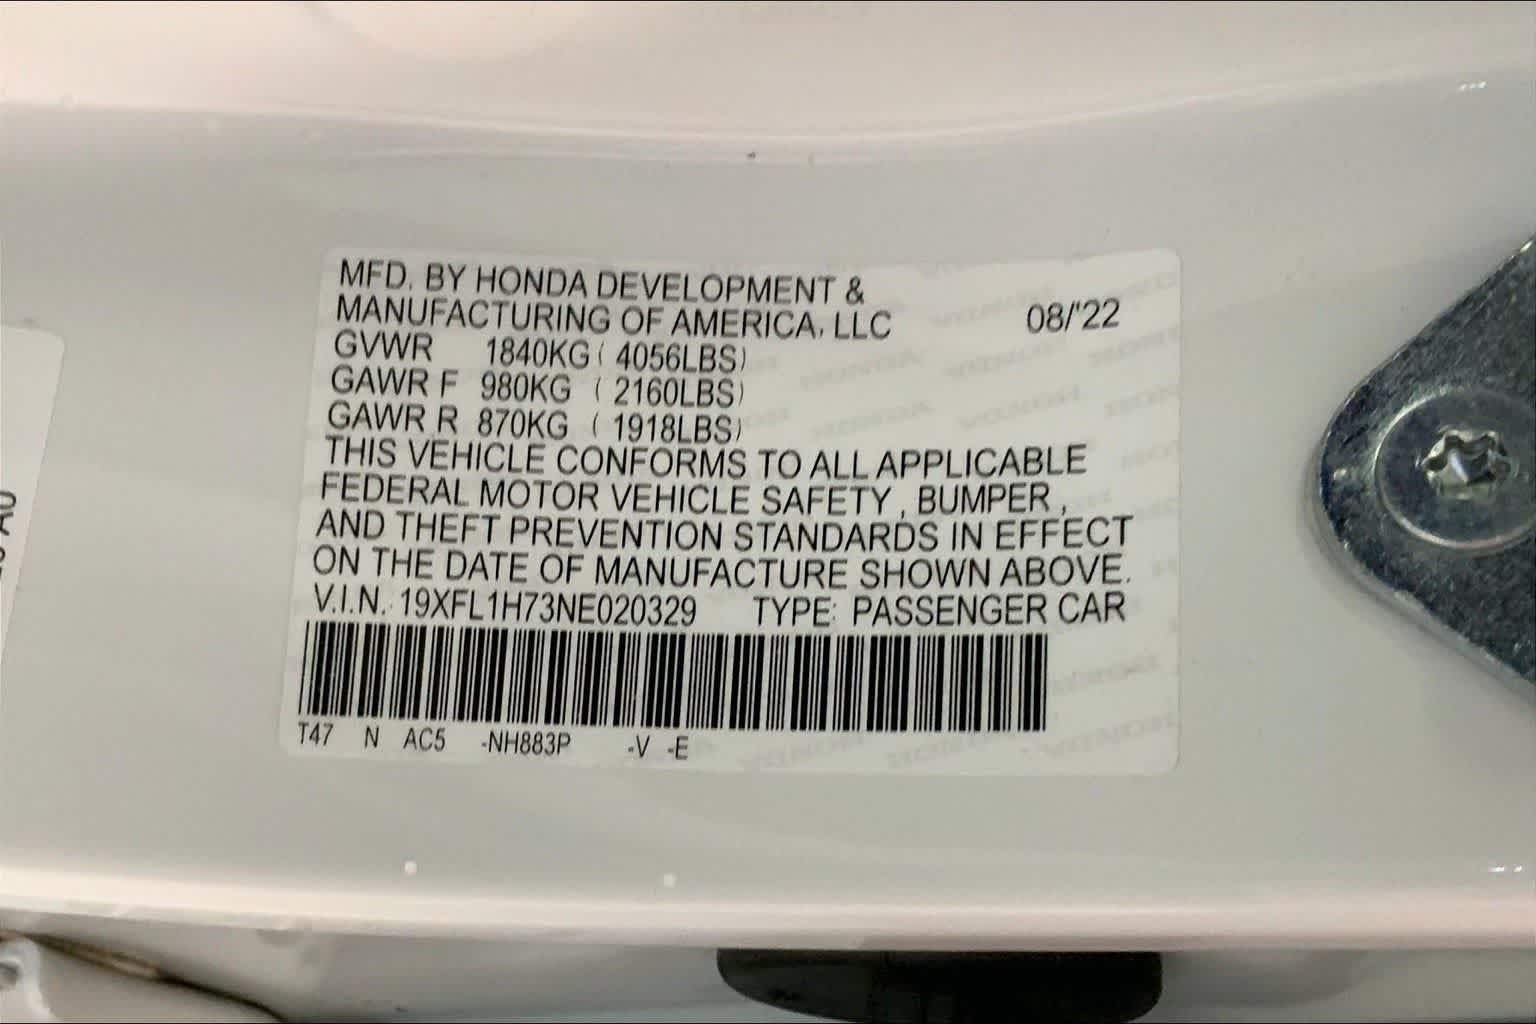 MFD. BY HONDA DEVELOPMENT &
MANUFACTURING OF AMERICA, LLC 08/'22
GVWR 1840KG ( 4056LBS)
GAWR F 980KG ( 2160LBS)
GAWR R 870KG ( 1918LBS)
THIS VEHICLE CONFORMS TO ALL APPLICABLE
FEDERAL MOTOR VEHICLE SAFETY , BUMPER ,
AND THEFT PREVENTION STANDARDS IN EFFECT
ON THE DATE OF MANUFACTURE SHOWN ABOVE.
V.I.N. 19XFL1H73NE020329 TYPE: PASSENGER CAR
T47 N AC5 -NH883P -V -E